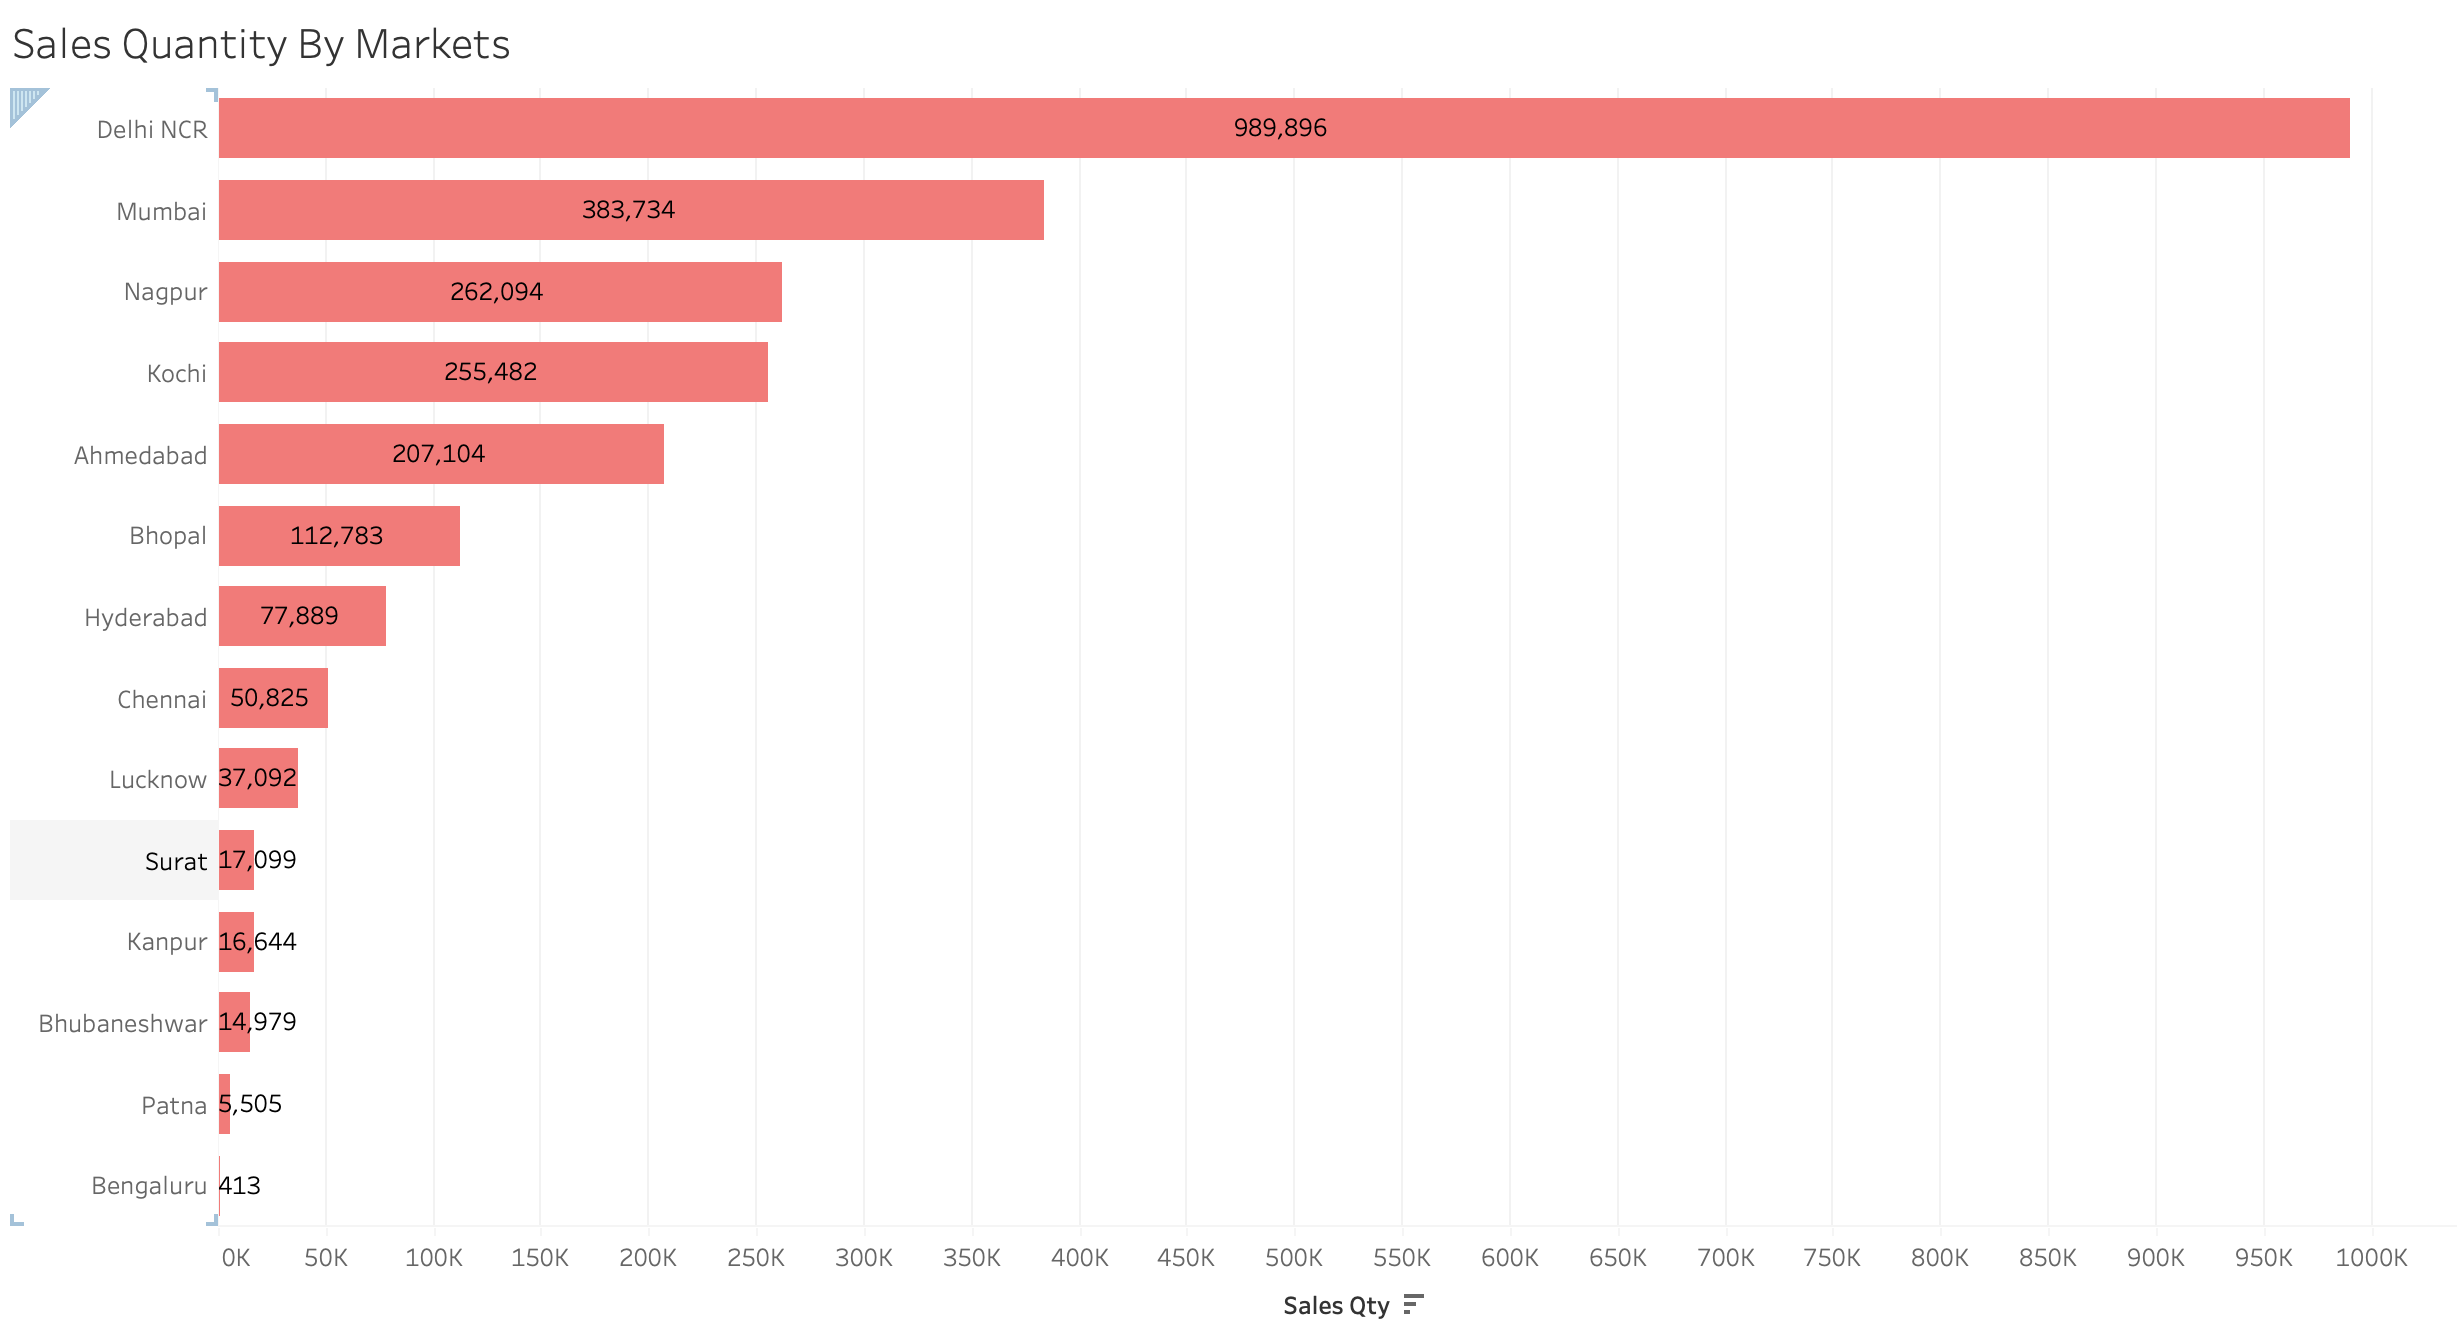 Sales Quantity By Markets
Delhi NCR 989,896
Mumbai 383,734
Nagpur 262,094
Kochi 255,482
Ahmedabad 207,104
Bhopal 112,783
Hyderabad 77,889
Chennai 50,825
Lucknow 37,092
Surat 17,099
Kanpur 16,644
Bhubaneshwar 14,979
Patna 5,505
Bengaluru 413
0K 50K 100K 150K 200K 250K 300K 350K 400K 450K 500K 550K 600K 650K 700K 750K 800K 850K 900K 950K 1000K
Sales Qty